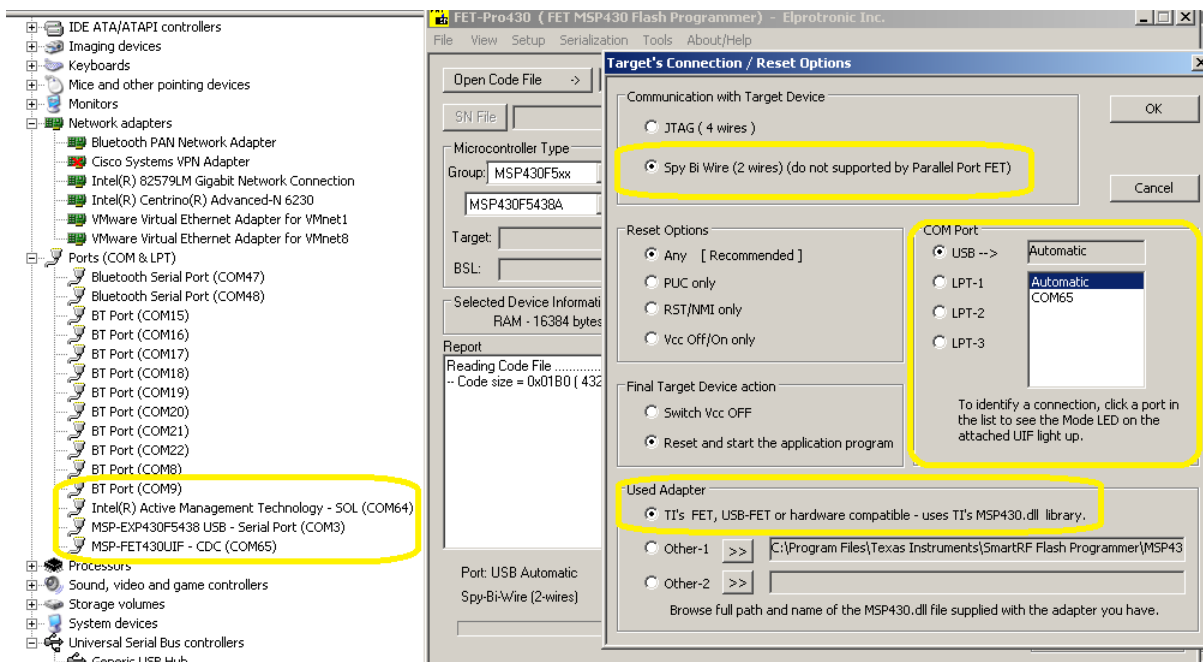 IDE ATA/ATAPI controllers
Imaging devices
Keyboards
Mice and other pointing devices
Monitors
Network adapters
Bluetooth PAN Network Adapter
Cisco Systems VPN Adapter
Intel(R) 82579LM Gigabit Network Connection
Intel(R) Centrino(R) Advanced-N 6230
VMware Virtual Ethernet Adapter for VMnet1
VMware Virtual Ethernet Adapter for VMnet8
Ports (COM & LPT)
Bluetooth Serial Port (COM47)
Bluetooth Serial Port (COM48)
BT Port (COM15)
BT Port (COM16)
BT Port (COM17)
BT Port (COM18)
BT Port (COM19)
BT Port (COM20)
BT Port (COM21)
BT Port (COM22)
BT Port (COM8)
BT Port (COM9)
Intel(R) Active Management Technology - SOL (COM64)
MSP-EXP430F5438 USB - Serial Port (COM3)
MSP-FET430UIF - CDC (COM65)
Processors
Sound, video and game controllers
Storage volumes
System devices
Universal Serial Bus controllers
Generic USB Hub
FET-Pro430 ( FET MSP430 Flash Programmer) - Elprotronic Inc.
File View Setup Serialization Tools About/Help
Open Code File ->
SN File
Microcontroller Type
Group: MSP430F5xx
MSP430F5438A
Target:
BSL:
Selected Device Informati
RAM - 16384 bytes
Report
Reading Code File ..............
-- Code size = 0x01B0 ( 432
Port: USB Automatic
Spy-Bi-Wire (2-wires)
Target's Connection / Reset Options
Communication with Target Device
JTAG ( 4 wires )
Spy Bi Wire (2 wires) (do not supported by Parallel Port FET)
OK
Cancel
Reset Options
Any [ Recommended ]
PUC only
RST/NMI only
Vcc Off/On only
COM Port
USB --> Automatic
LPT-1
LPT-2
LPT-3
Automatic
COM65
To identify a connection, click a port in
the list to see the Mode LED on the
attached UIF light up.
Final Target Device action
Switch Vcc OFF
Reset and start the application program
Used Adapter
TI's FET, USB-FET or hardware compatible - uses TI's MSP430.dll library.
Other-1 >> C:\Program Files\Texas Instruments\SmartRF Flash Programmer\MSP43
Other-2 >>
Browse full path and name of the MSP430.dll file supplied with the adapter you have.